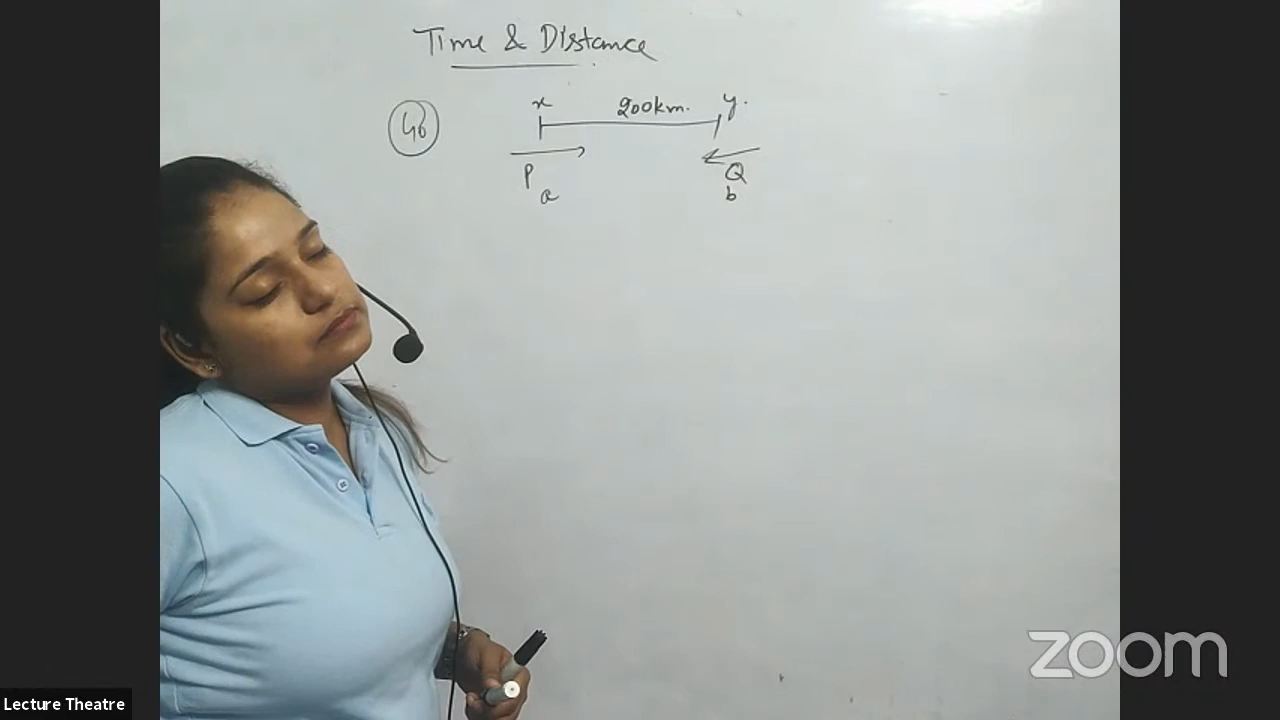 Time & Distance
46
x 200km. y.
P Q
a b
zoom
Lecture Theatre